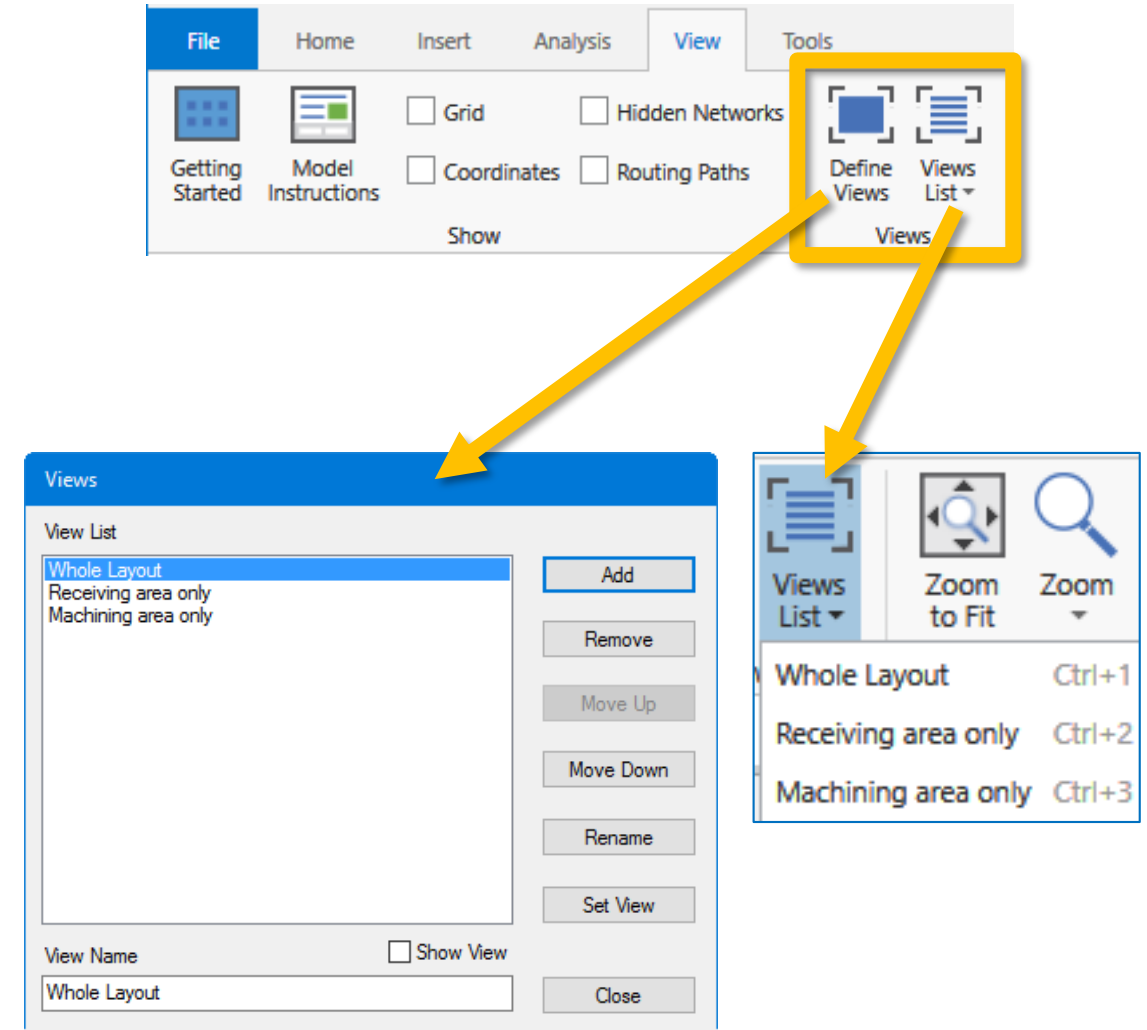 File Home Insert Analysis View Tools
Grid Hidden Networks
Getting Model Coordinates Routing Paths Define Views
Started Instructions Views List
Show Views
Views
View List
Whole Layout
Receiving area only
Machining area only
Add
Remove
Move Up
Move Down
Rename
Set View
View Name Show View
Whole Layout Close
Views Zoom Zoom
List to Fit
Whole Layout Ctrl+1
Receiving area only Ctrl+2
Machining area only Ctrl+3